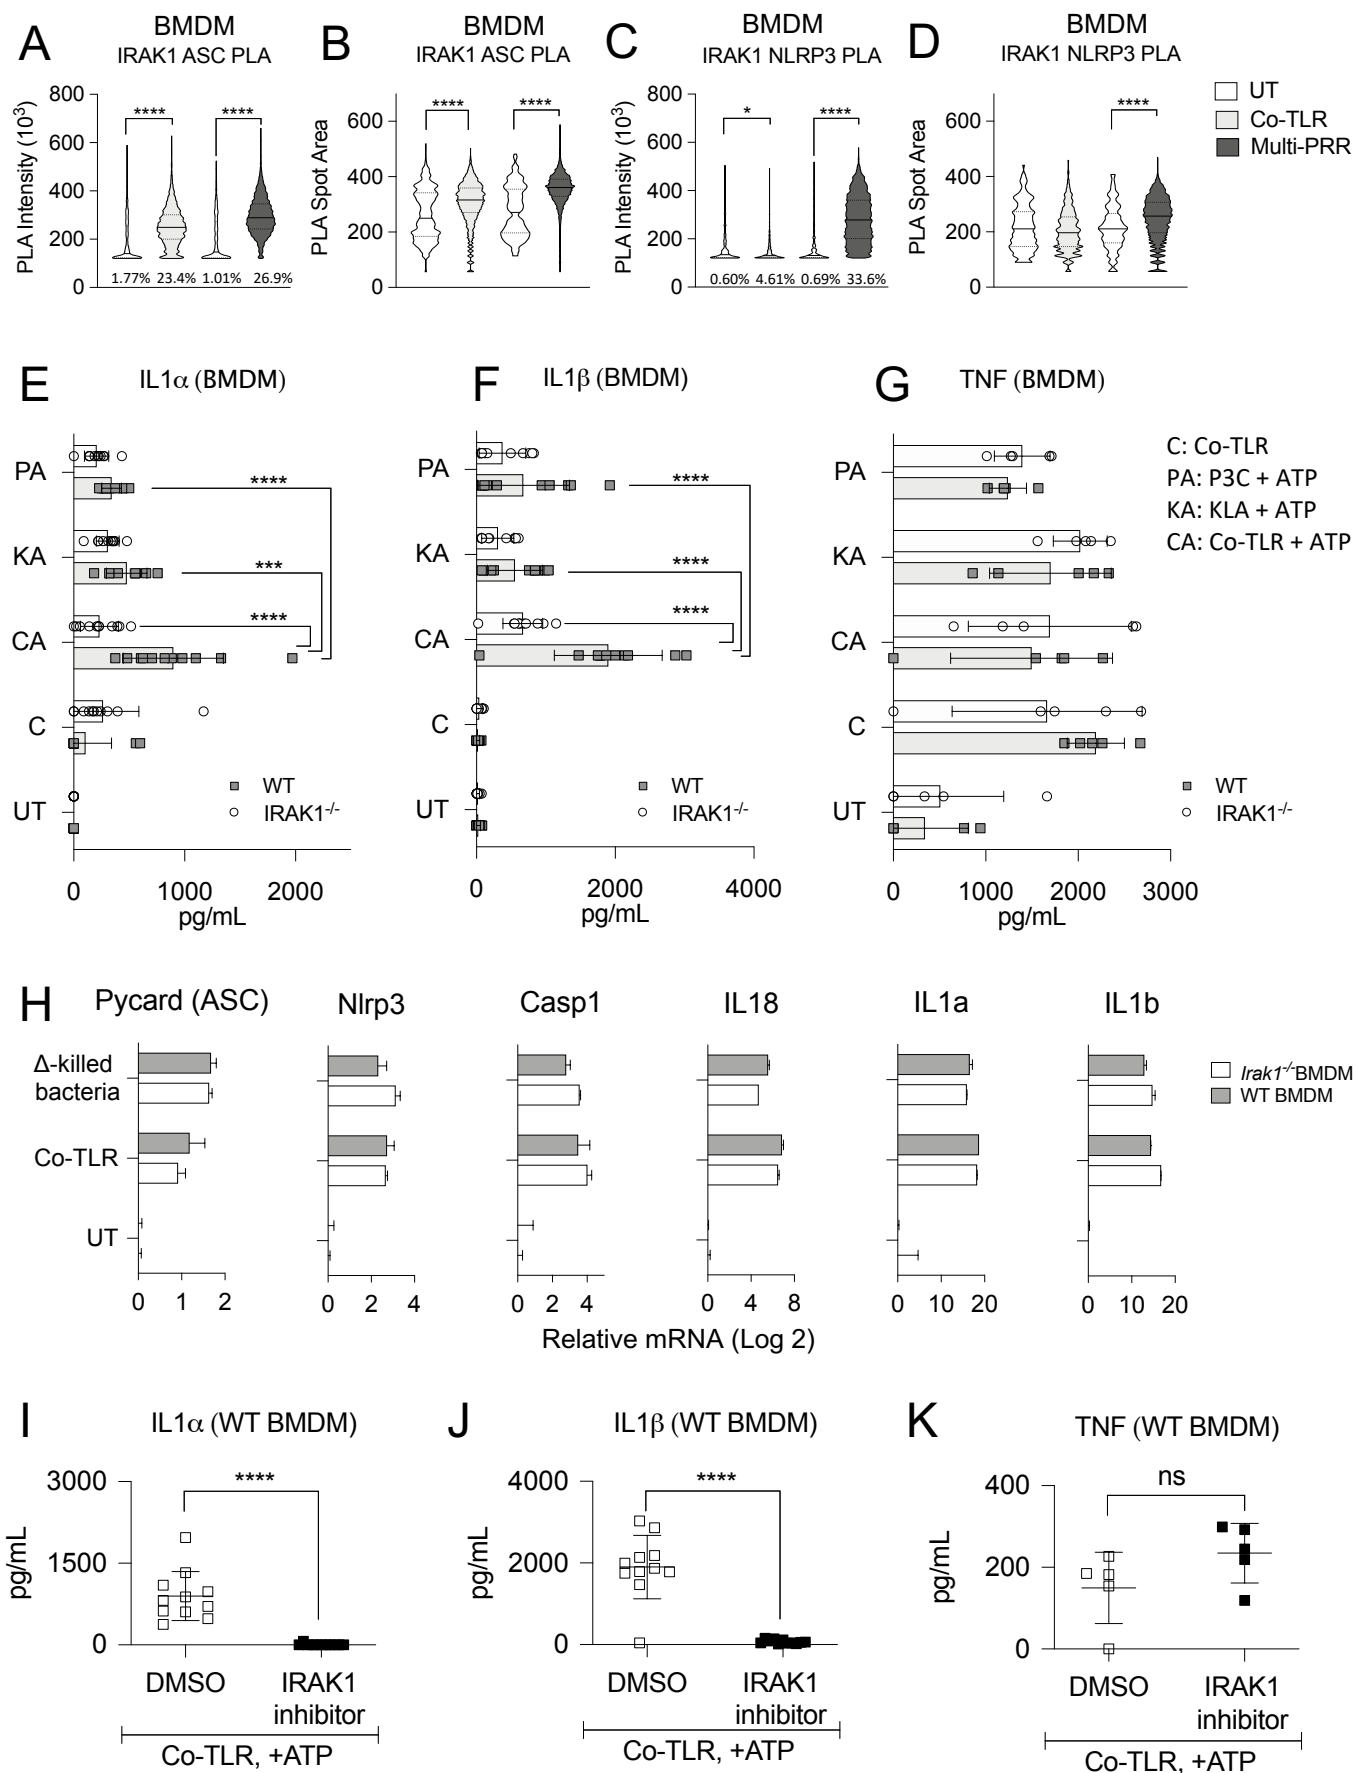 A
BMDM
IRAK1 ASC PLA
PLA Intensity (10³)
800
600
400
200
0
****
****
1.77% 23.4% 1.01% 26.9%
B
BMDM
IRAK1 ASC PLA
PLA Spot Area
600
400
200
0
****
****
C
BMDM
IRAK1 NLRP3 PLA
PLA Intensity (10³)
800
600
400
200
0
*
****
0.60% 4.61% 0.69% 33.6%
D
BMDM
IRAK1 NLRP3 PLA
PLA Spot Area
600
400
200
0
****
UT
Co-TLR
Multi-PRR
E
IL1α (BMDM)
PA
KA
CA
C
UT
****
***
****
WT
IRAK1-/-
0 1000 2000
pg/mL
F
IL1β (BMDM)
PA
KA
CA
C
UT
****
****
****
WT
IRAK1-/-
0 2000 4000
pg/mL
G
TNF (BMDM)
PA
KA
CA
C
UT
WT
IRAK1-/-
0 1000 2000 3000
pg/mL
C: Co-TLR
PA: P3C + ATP
KA: KLA + ATP
CA: Co-TLR + ATP
H
Pycard (ASC)
Nlrp3
Casp1
IL18
IL1a
IL1b
Δ-killed
bacteria
Co-TLR
UT
0 1 2
0 2 4
0 2 4
0 4 8
0 10 20
0 10 20
Relative mRNA (Log 2)
Irak1-/-BMDM
WT BMDM
I
IL1α (WT BMDM)
pg/mL
3000
1500
0
****
DMSO
IRAK1
inhibitor
Co-TLR, +ATP
J
IL1β (WT BMDM)
pg/mL
4000
2000
0
****
DMSO
IRAK1
inhibitor
Co-TLR, +ATP
K
TNF (WT BMDM)
pg/mL
400
200
0
ns
DMSO
IRAK1
inhibitor
Co-TLR, +ATP